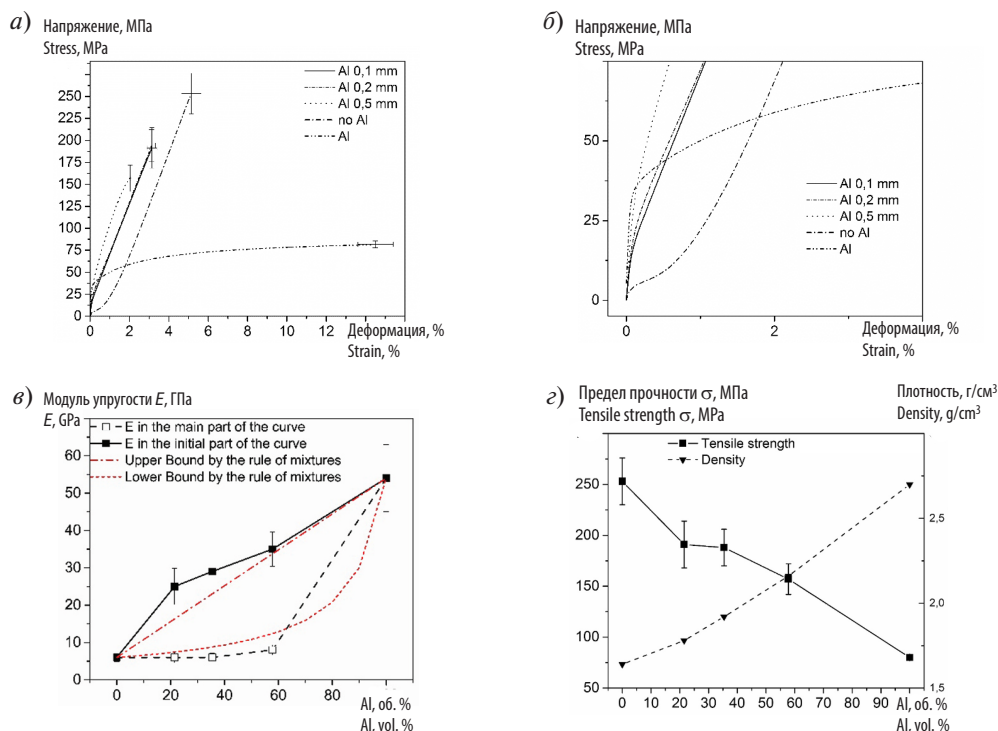 а) Напряжение, МПа
Stress, MPa
Al 0,1 mm
Al 0,2 mm
Al 0,5 mm
no Al
Al
250
225
200
175
150
125
100
75
50
25
0
0 2 4 6 8 10 12 Деформация, %
Strain, %
б) Напряжение, МПа
Stress, MPa
50
25
0
Al 0,1 mm
Al 0,2 mm
Al 0,5 mm
no Al
Al
0 2 Деформация, %
Strain, %
в) Модуль упругости E, ГПа
E, GPa
E in the main part of the curve
E in the initial part of the curve
Upper Bound by the rule of mixtures
Lower Bound by the rule of mixtures
60
50
40
30
20
10
0
0 20 40 60 80 Al, об. %
Al, vol. %
г) Предел прочности σ, МПа
Tensile strength σ, MPa
Плотность, г/см³
Density, g/cm³
Tensile strength
Density
250
200
150
100
75
50
2,5
2,0
1,5
0 10 20 30 40 50 60 70 80 90 Al, об. %
Al, vol. %